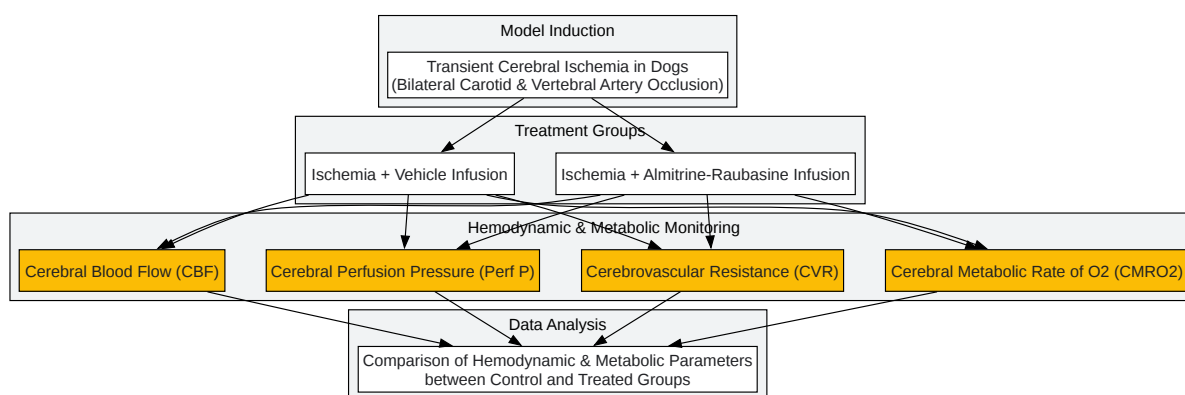 Model Induction
Transient Cerebral Ischemia in Dogs
(Bilateral Carotid & Vertebral Artery Occlusion)
Treatment Groups
Ischemia + Vehicle Infusion
Ischemia + Almitrine-Raubasine Infusion
Hemodynamic & Metabolic Monitoring
Cerebral Blood Flow (CBF)
Cerebral Perfusion Pressure (Perf P)
Cerebrovascular Resistance (CVR)
Cerebral Metabolic Rate of O2 (CMRO2)
Data Analysis
Comparison of Hemodynamic & Metabolic Parameters
between Control and Treated Groups